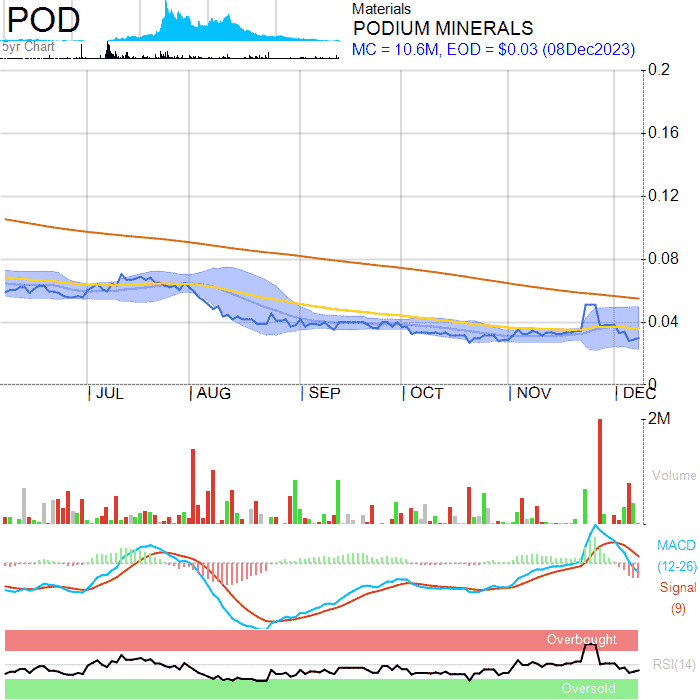 POD
5yr Chart
Materials
PODIUM MINERALS
MC = 10.6M, EOD = $0.03 (08Dec2023)
0.2
0.16
0.12
0.08
0.04
0
JUL AUG SEP OCT NOV DEC
2M
Volume
MACD
(12-26)
Signal
(9)
Overbought
RSI(14)
Oversold